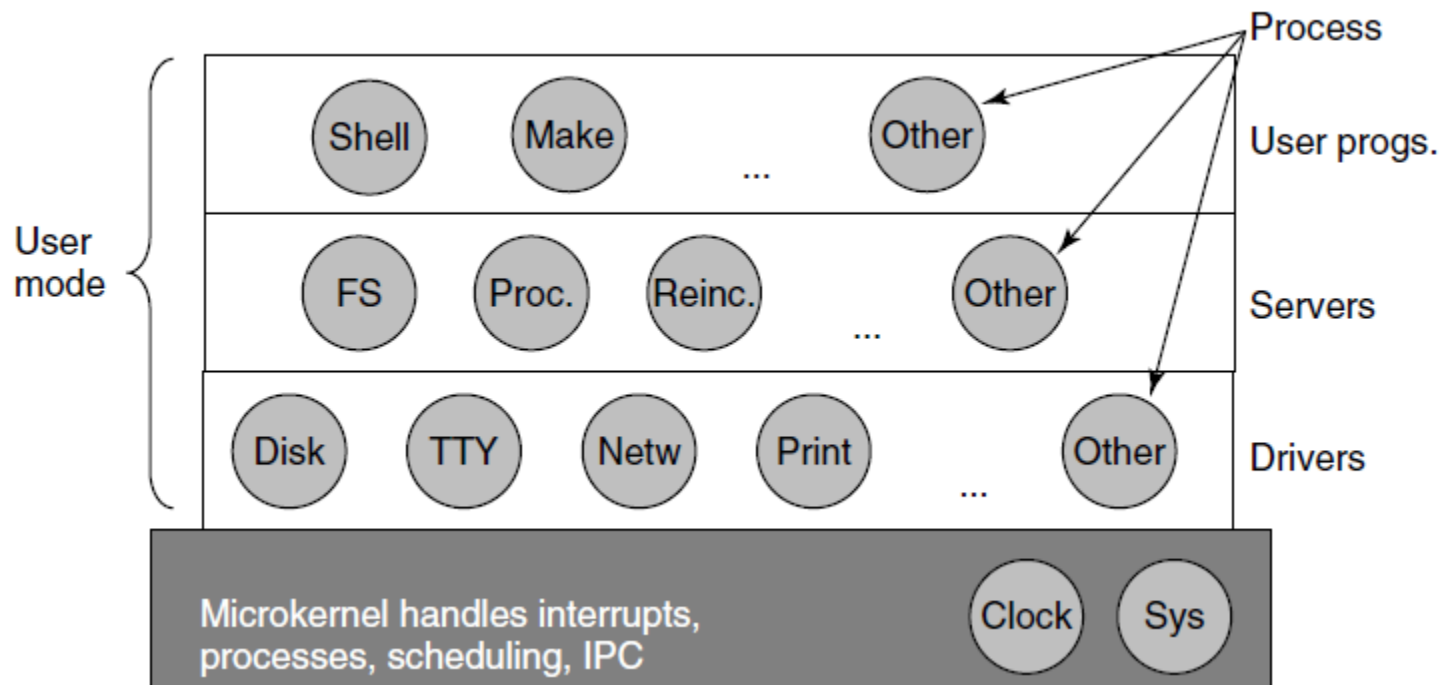 Process
Shell
Make
...
Other
User progs.
User
mode
FS
Proc.
Reinc.
...
Other
Servers
Disk
TTY
Netw
Print
...
Other
Drivers
Microkernel handles interrupts,
processes, scheduling, IPC
Clock
Sys